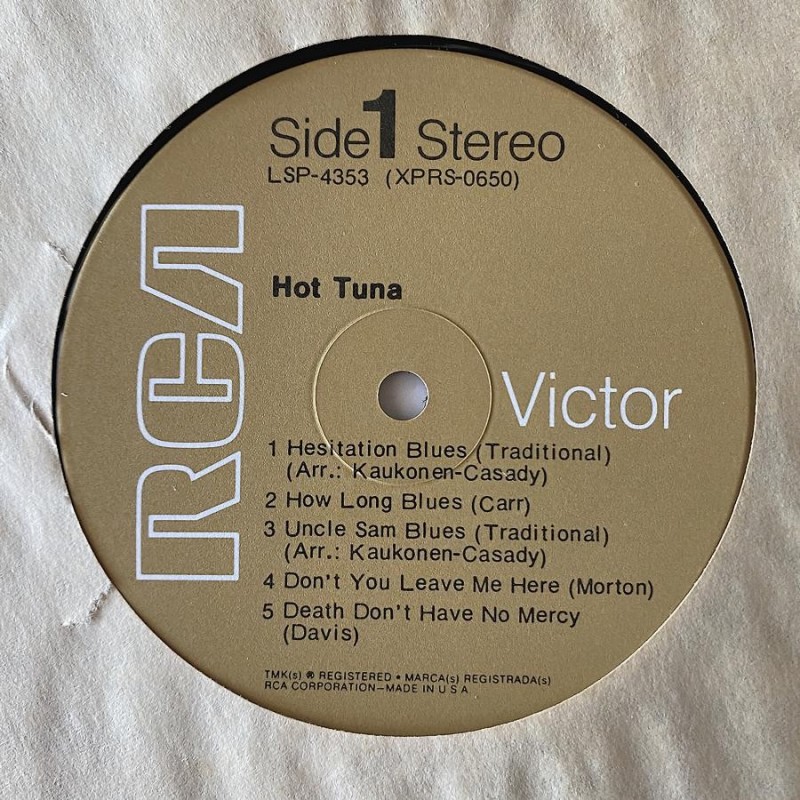 Side 1 Stereo
LSP-4353 (XPRS-0650)
RCA
Hot Tuna
Victor
1 Hesitation Blues (Traditional)
(Arr.: Kaukonen-Casady)
2 How Long Blues (Carr)
3 Uncle Sam Blues (Traditional)
(Arr.: Kaukonen-Casady)
4 Don't You Leave Me Here (Morton)
5 Death Don't Have No Mercy
(Davis)
TMK(s) ® REGISTERED • MARCA(s) REGISTRADA(s)
RCA CORPORATION—MADE IN U S A